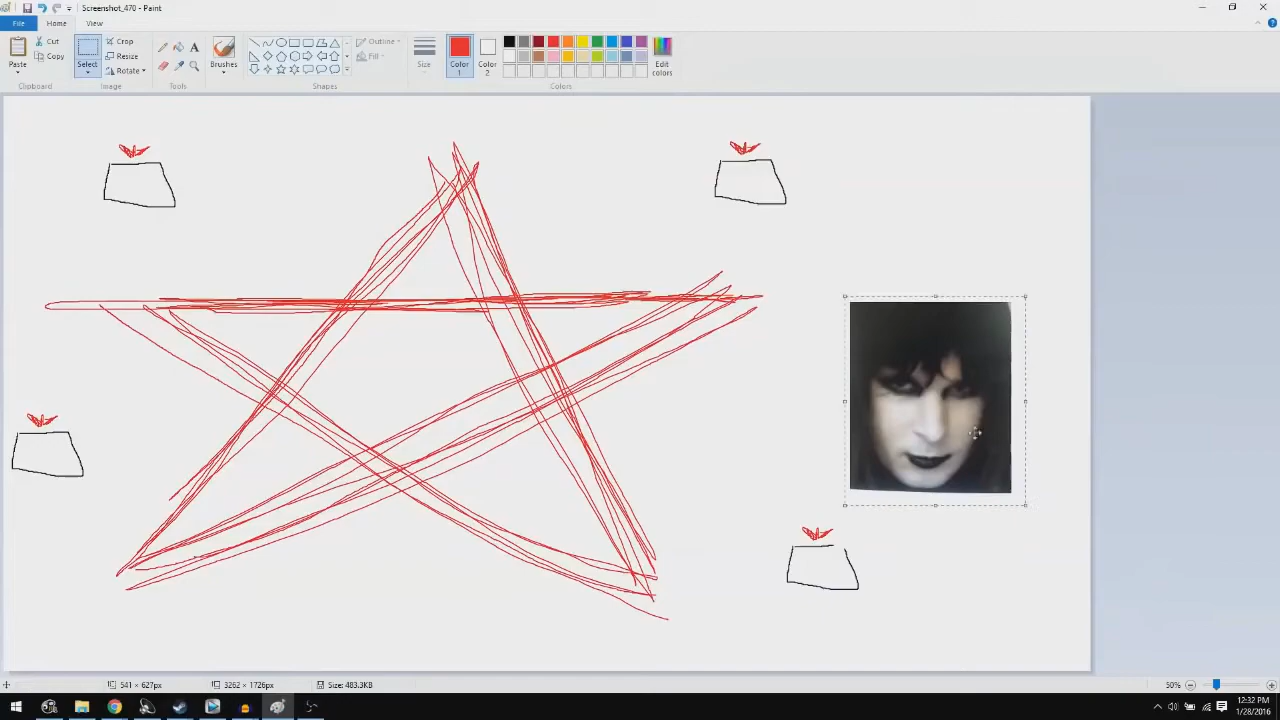 Screenshot_470 - Paint
File
Home
View
Paste
Cut
Copy
Clipboard
Select
Crop
Resize
Rotate
Image
A
Tools
Brushes
Outline
Fill
Shapes
Size
Color
1
Color
2
Edit
colors
Colors
541 × 627px
3262 × 1726px
Size: 483.3KB
50%
12:32 PM
1/28/2016